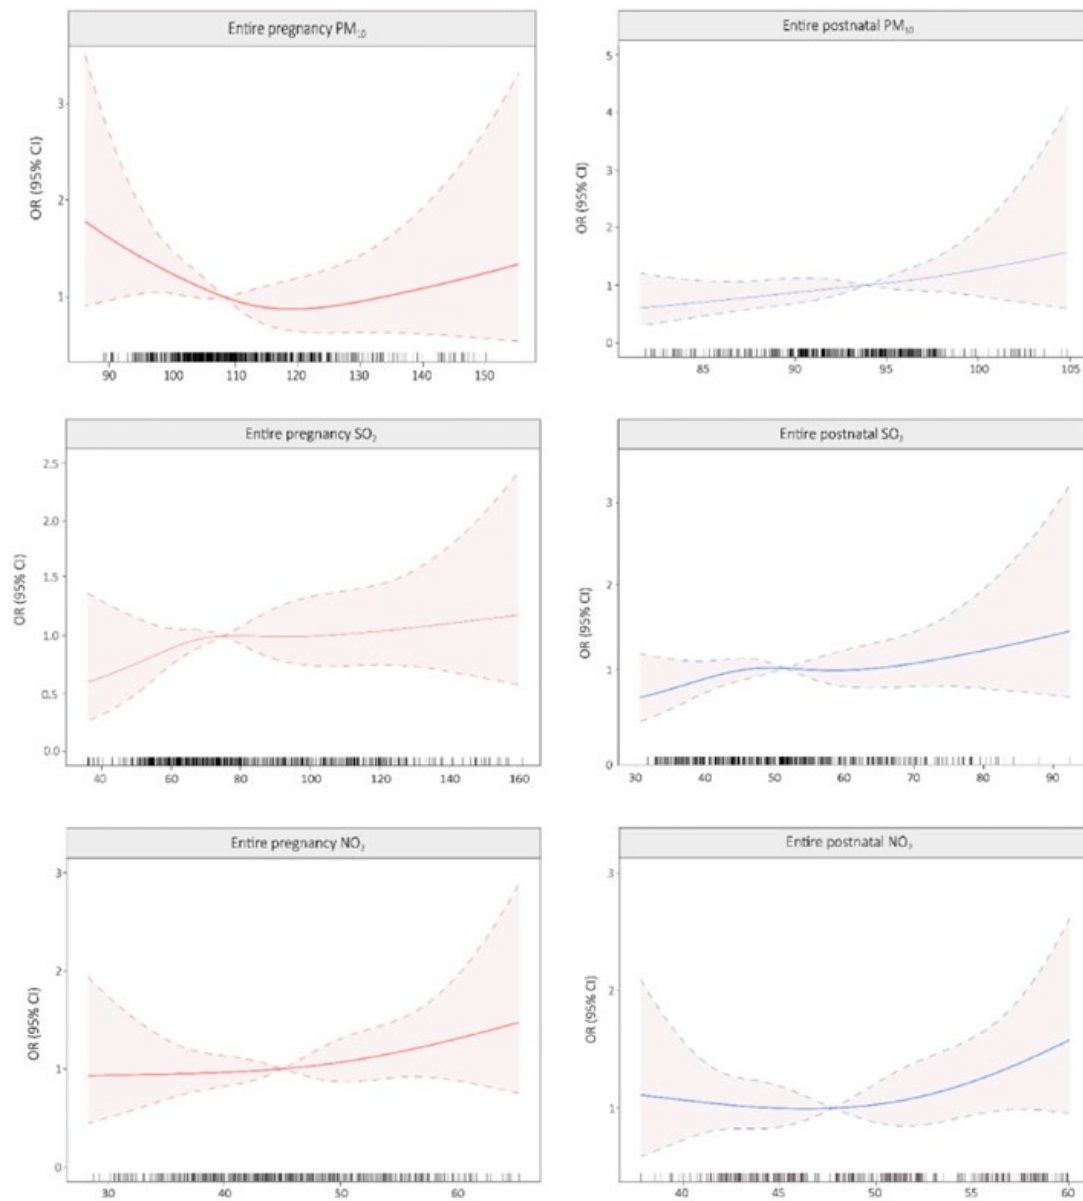 Entire pregnancy PM₁₀
OR (95% CI)
3
2
1
90 100 110 120 130 140 150
Entire postnatal PM₁₀
OR (95% CI)
5
4
3
2
1
0
85 90 95 100 105
Entire pregnancy SO₂
OR (95% CI)
2.5
2.0
1.5
1.0
0.5
0.0
40 60 80 100 120 140 160
Entire postnatal SO₂
OR (95% CI)
3
2
1
0
30 40 50 60 70 80 90
Entire pregnancy NO₂
OR (95% CI)
3
2
1
0
30 40 50 60
Entire postnatal NO₂
OR (95% CI)
3
2
1
40 45 50 55 60